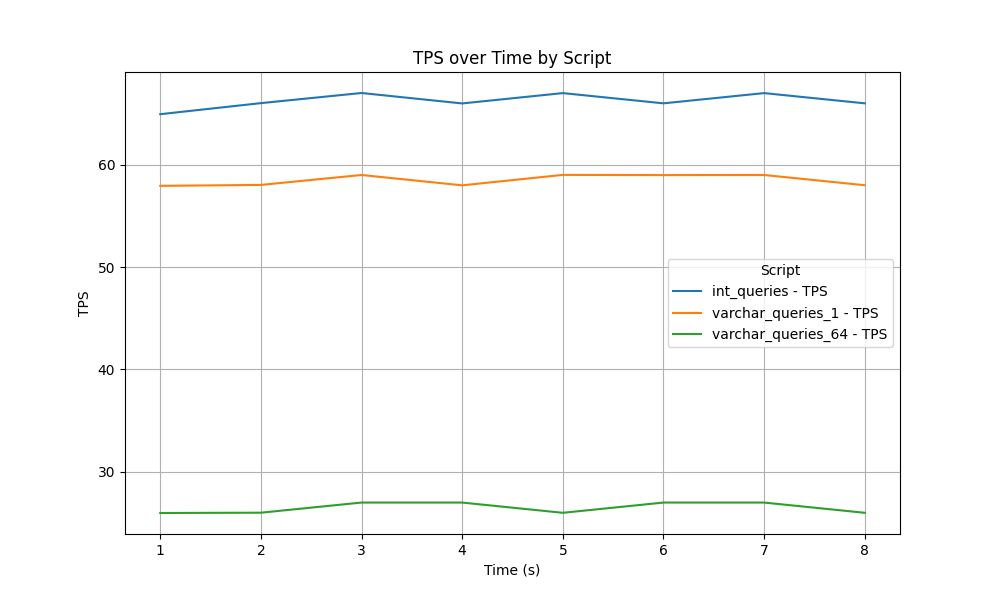 TPS over Time by Script
TPS
60
50
40
30
Script
int_queries - TPS
varchar_queries_1 - TPS
varchar_queries_64 - TPS
1 2 3 4 5 6 7 8
Time (s)